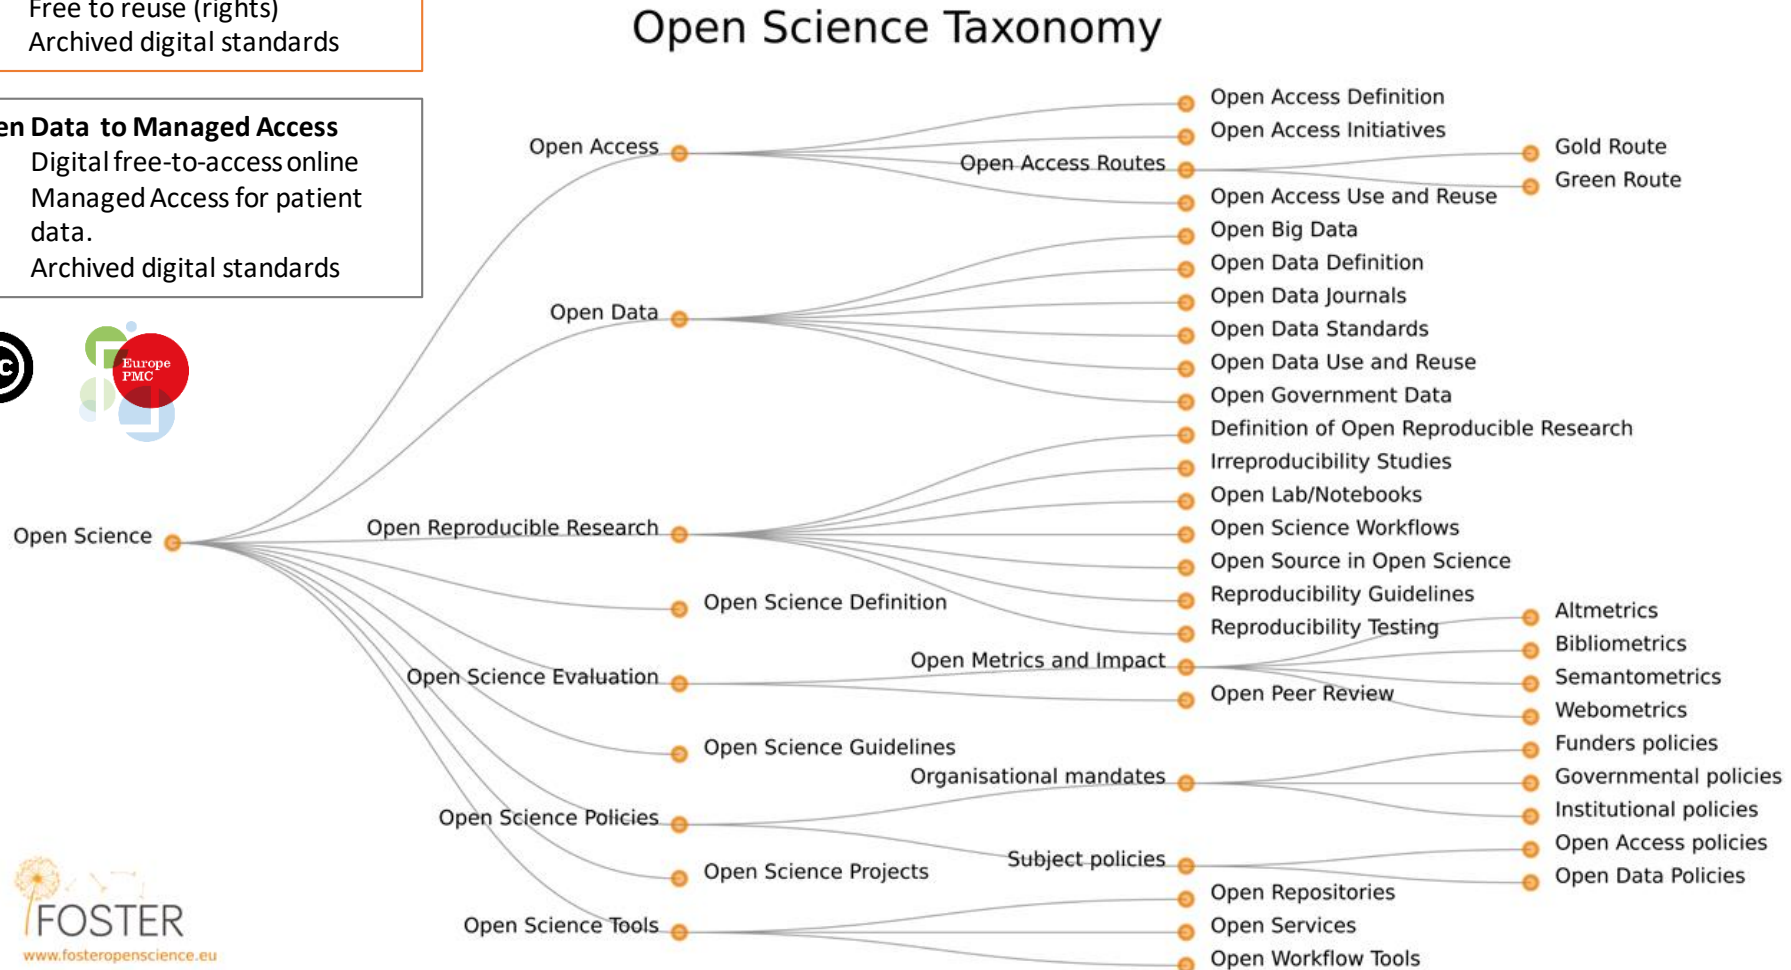 Free to reuse (rights)
Archived digital standards
Open Science Taxonomy
en Data to Managed Access
Digital free-to-access online
Managed Access for patient
data.
Archived digital standards
c
Europe
PMC
Open Science
Open Access
Open Access Definition
Open Access Initiatives
Open Access Routes
Gold Route
Green Route
Open Access Use and Reuse
Open Data
Open Big Data
Open Data Definition
Open Data Journals
Open Data Standards
Open Data Use and Reuse
Open Government Data
Open Reproducible Research
Definition of Open Reproducible Research
Irreproducibility Studies
Open Lab/Notebooks
Open Science Workflows
Open Source in Open Science
Reproducibility Guidelines
Reproducibility Testing
Open Science Definition
Open Science Evaluation
Open Metrics and Impact
Altmetrics
Bibliometrics
Semantometrics
Webometrics
Open Peer Review
Open Science Guidelines
Open Science Policies
Organisational mandates
Funders policies
Governmental policies
Institutional policies
Subject policies
Open Access policies
Open Data Policies
Open Science Projects
Open Science Tools
Open Repositories
Open Services
Open Workflow Tools
FOSTER
www.fosteropenscience.eu